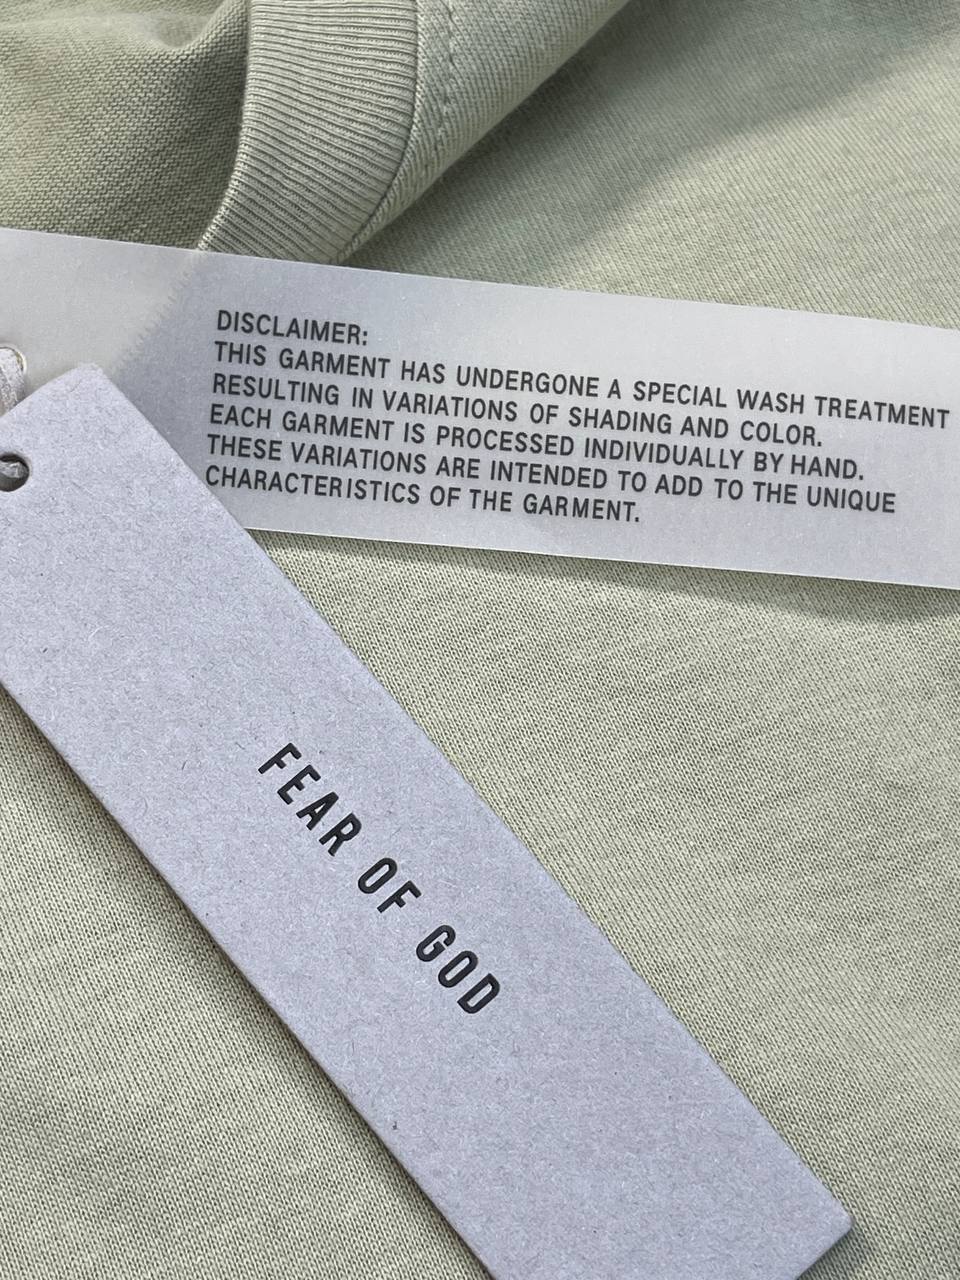 DISCLAIMER:
THIS GARMENT HAS UNDERGONE A SPECIAL WASH TREATMENT
RESULTING IN VARIATIONS OF SHADING AND COLOR.
EACH GARMENT IS PROCESSED INDIVIDUALLY BY HAND.
THESE VARIATIONS ARE INTENDED TO ADD TO THE UNIQUE
CHARACTERISTICS OF THE GARMENT.
FEAR OF GOD